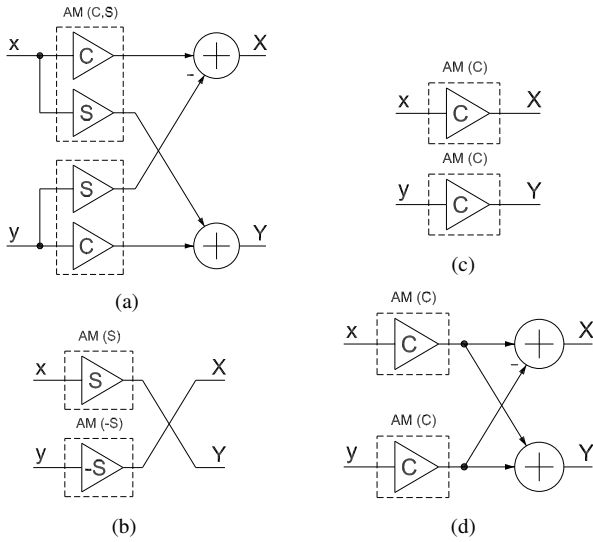 AM (C,S)
x C + X
-
S
S
y C + Y
(a)
AM (S)
x S X
AM (-S)
y -S Y
(b)
AM (C)
x C X
AM (C)
y C Y
(c)
AM (C)
x C + X
-
AM (C)
y C + Y
(d)